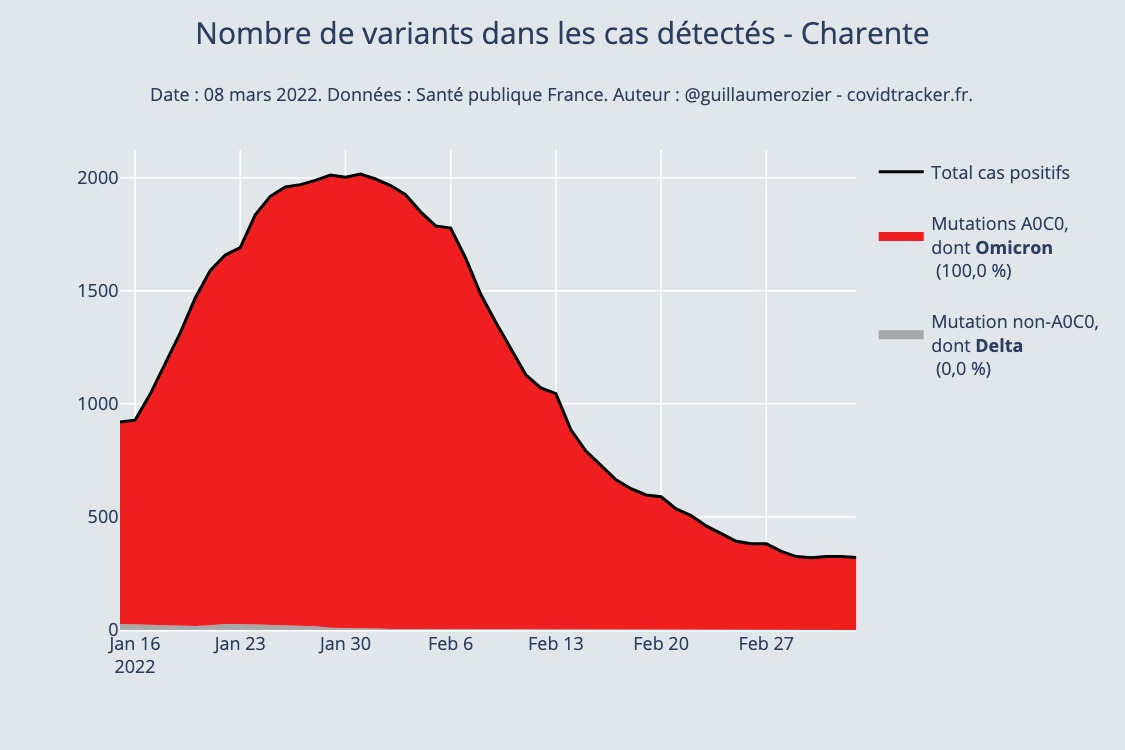 Nombre de variants dans les cas détectés - Charente
Date : 08 mars 2022. Données : Santé publique France. Auteur : @guillaumerozier - covidtracker.fr.
2000
1500
1000
500
0
Jan 16
2022
Jan 23
Jan 30
Feb 6
Feb 13
Feb 20
Feb 27
Total cas positifs
Mutations A0C0,
dont Omicron
(100,0 %)
Mutation non-A0C0,
dont Delta
(0,0 %)